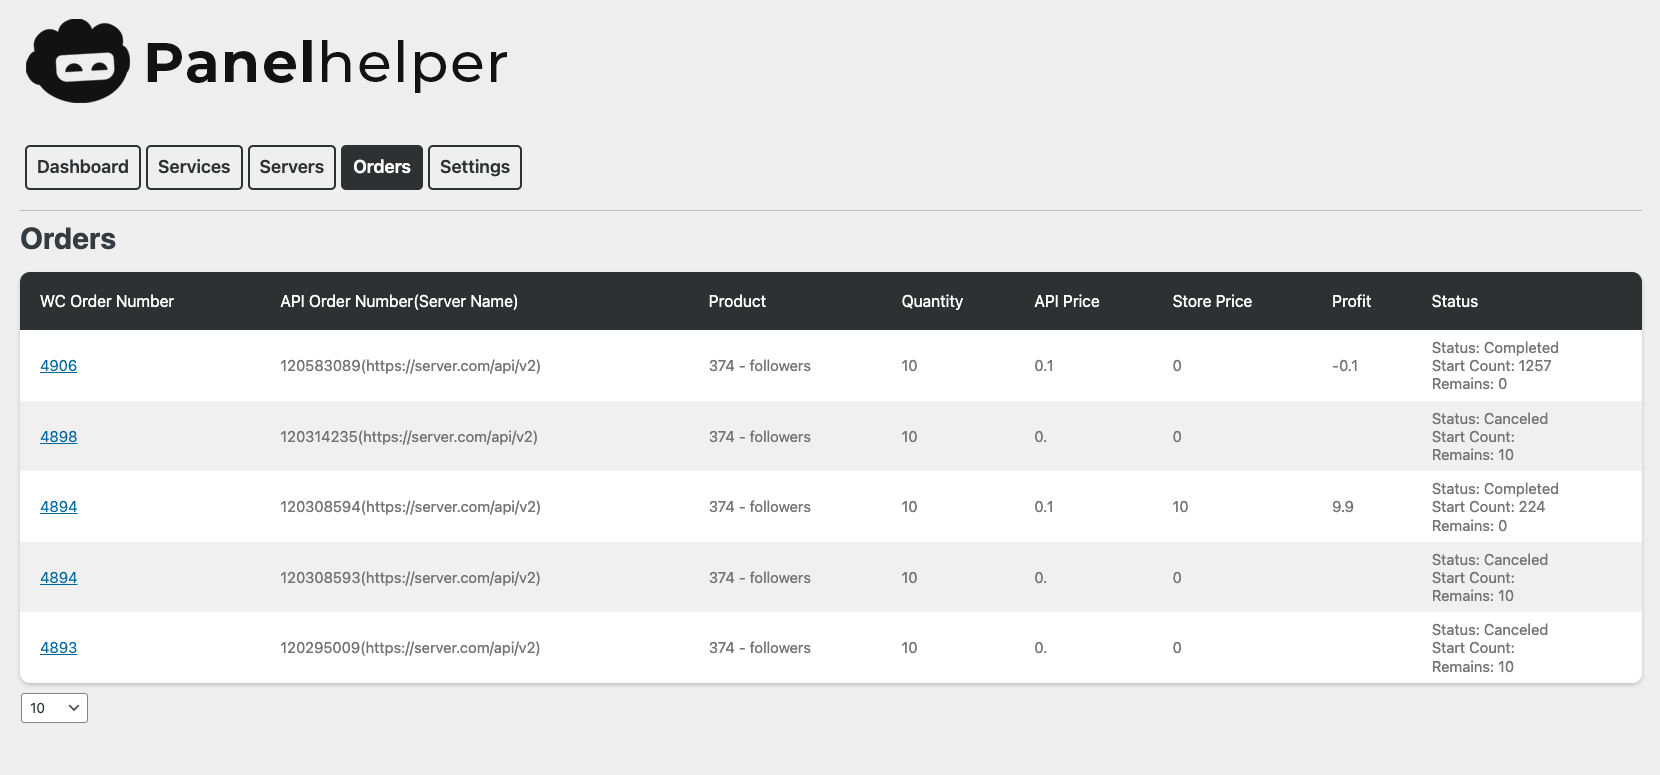 Panelhelper
Dashboard Services Servers Orders Settings
Orders
WC Order Number API Order Number(Server Name) Product Quantity API Price Store Price Profit Status
4906 120583089(https://server.com/api/v2) 374 - followers 10 0.1 0 -0.1 Status: Completed
Start Count: 1257
Remains: 0
4898 120314235(https://server.com/api/v2) 374 - followers 10 0. 0 Status: Canceled
Start Count:
Remains: 10
4894 120308594(https://server.com/api/v2) 374 - followers 10 0.1 10 9.9 Status: Completed
Start Count: 224
Remains: 0
4894 120308593(https://server.com/api/v2) 374 - followers 10 0. 0 Status: Canceled
Start Count:
Remains: 10
4893 120295009(https://server.com/api/v2) 374 - followers 10 0. 0 Status: Canceled
Start Count:
Remains: 10
10